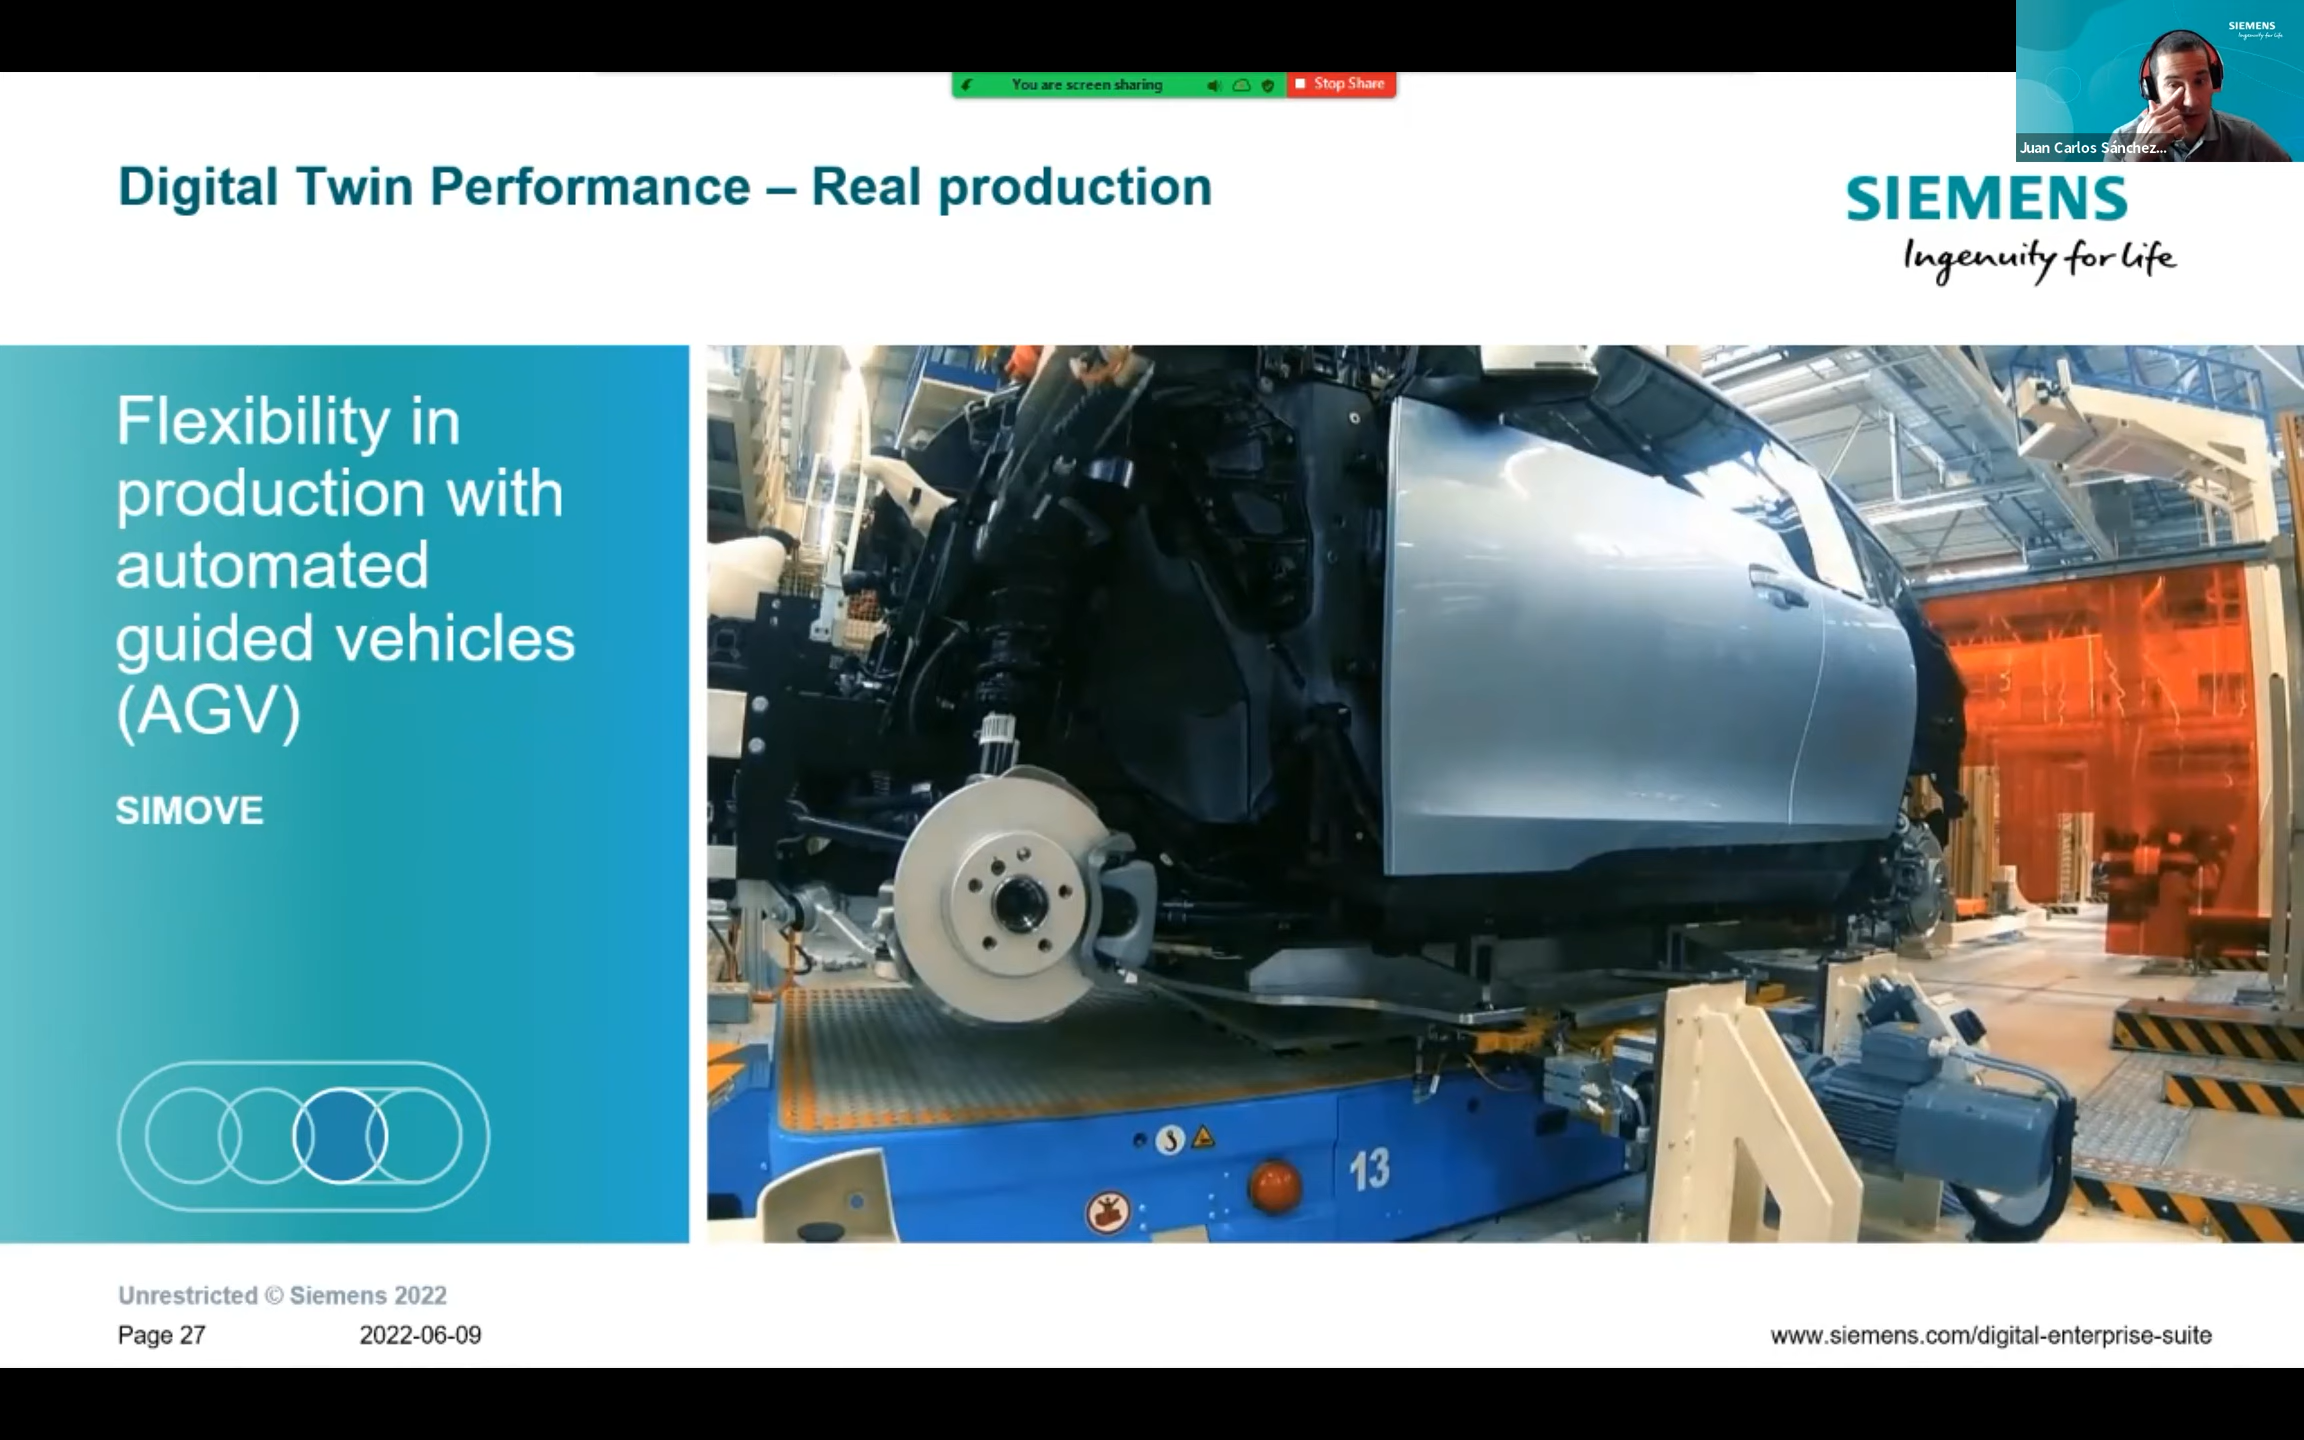 SIEMENS
Ingenuity for life
You are screen sharing
Stop Share
Juan Carlos Sánchez...
Digital Twin Performance – Real production
SIEMENS
Ingenuity for life
Flexibility in
production with
automated
guided vehicles
(AGV)
SIMOVE
13
Unrestricted © Siemens 2022
Page 27
2022-06-09
www.siemens.com/digital-enterprise-suite